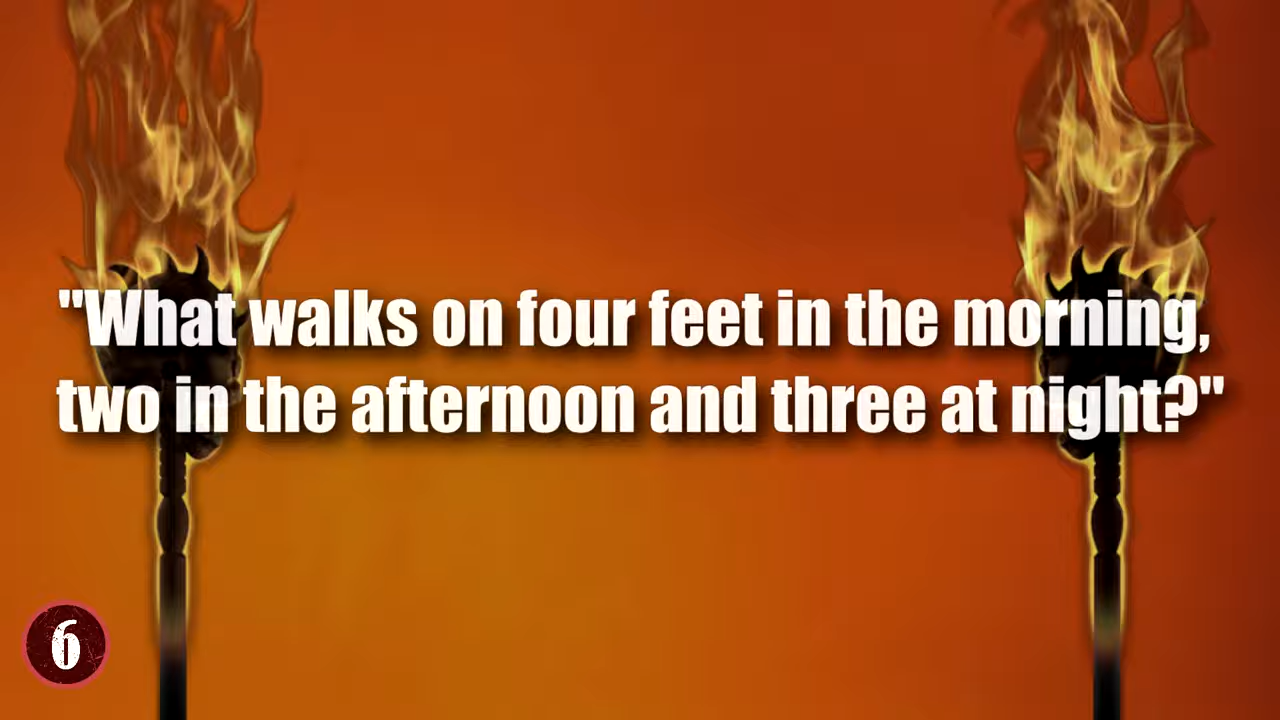 "What walks on four feet in the morning,
two in the afternoon and three at night?"
6